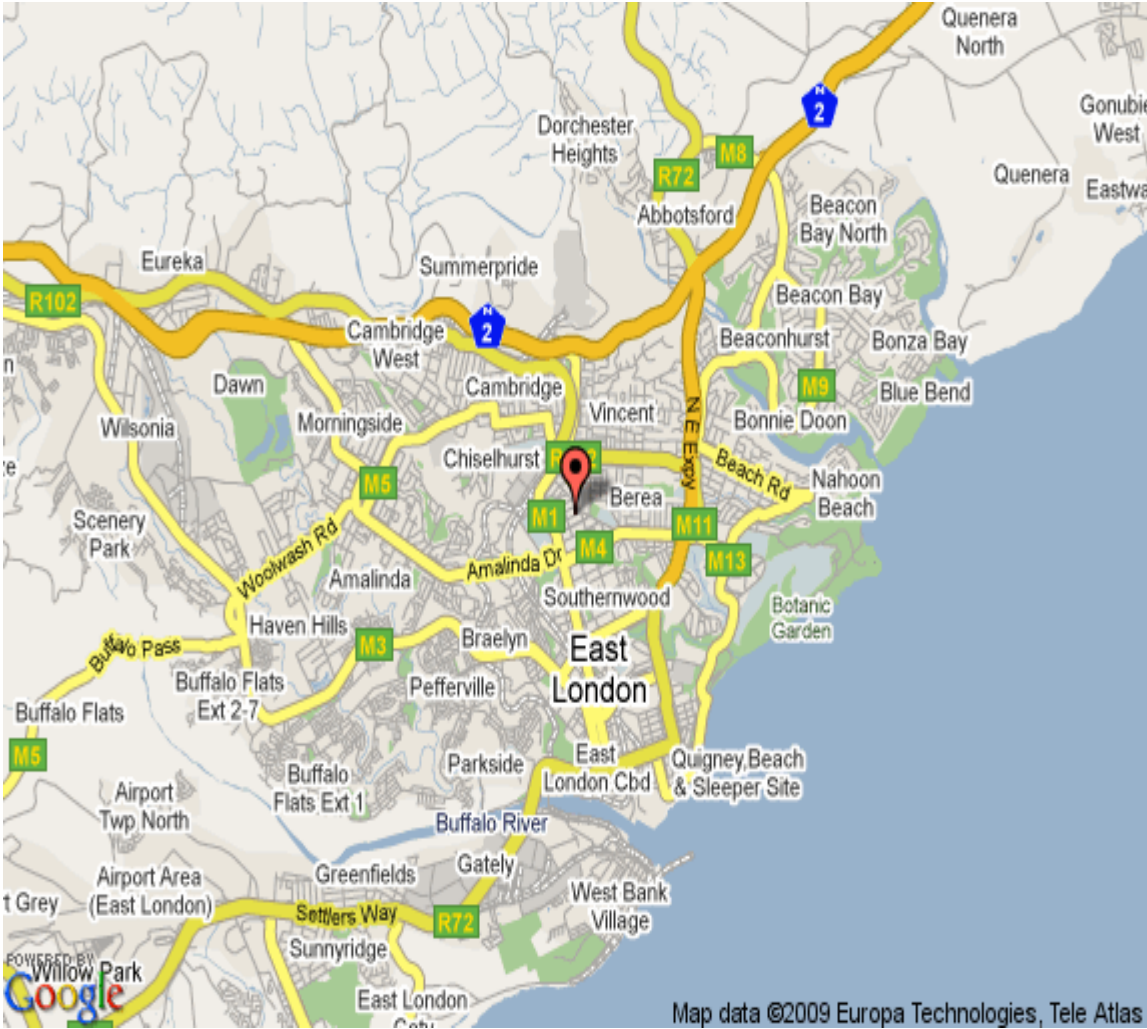 Quenera
North
N
2
Gonubie
West
Dorchester
Heights
M8
R72
Quenera
Eastwa
Abbotsford
Beacon
Bay North
Eureka
Summerpride
R102
Beacon Bay
N
2
Cambridge
West
Beaconhurst
Bonza Bay
n
Dawn
Cambridge
M9
Blue Bend
Vincent
N E Expy
Bonnie Doon
Wilsonia
Morningside
Chiselhurst
Beach Rd
ze
M5
Nahoon
Beach
Berea
Scenery
Park
M1
M11
Woolwash Rd
M4
M13
Amalinda
Amalinda Dr
Southernwood
Botanic
Garden
Haven Hills
M3
Braelyn
Buffalo Pass
East
London
Buffalo Flats
Ext 2-7
Pefferville
Buffalo Flats
M5
Parkside
East
London Cbd
Quigney Beach
& Sleeper Site
Buffalo
Flats Ext 1
Airport
Twp North
Buffalo River
Gately
Airport Area
(East London)
Greenfields
West Bank
Village
t Grey
Settlers Way
R72
Sunnyridge
POWERED BY
Google
Willow Park
East London
Map data ©2009 Europa Technologies, Tele Atlas